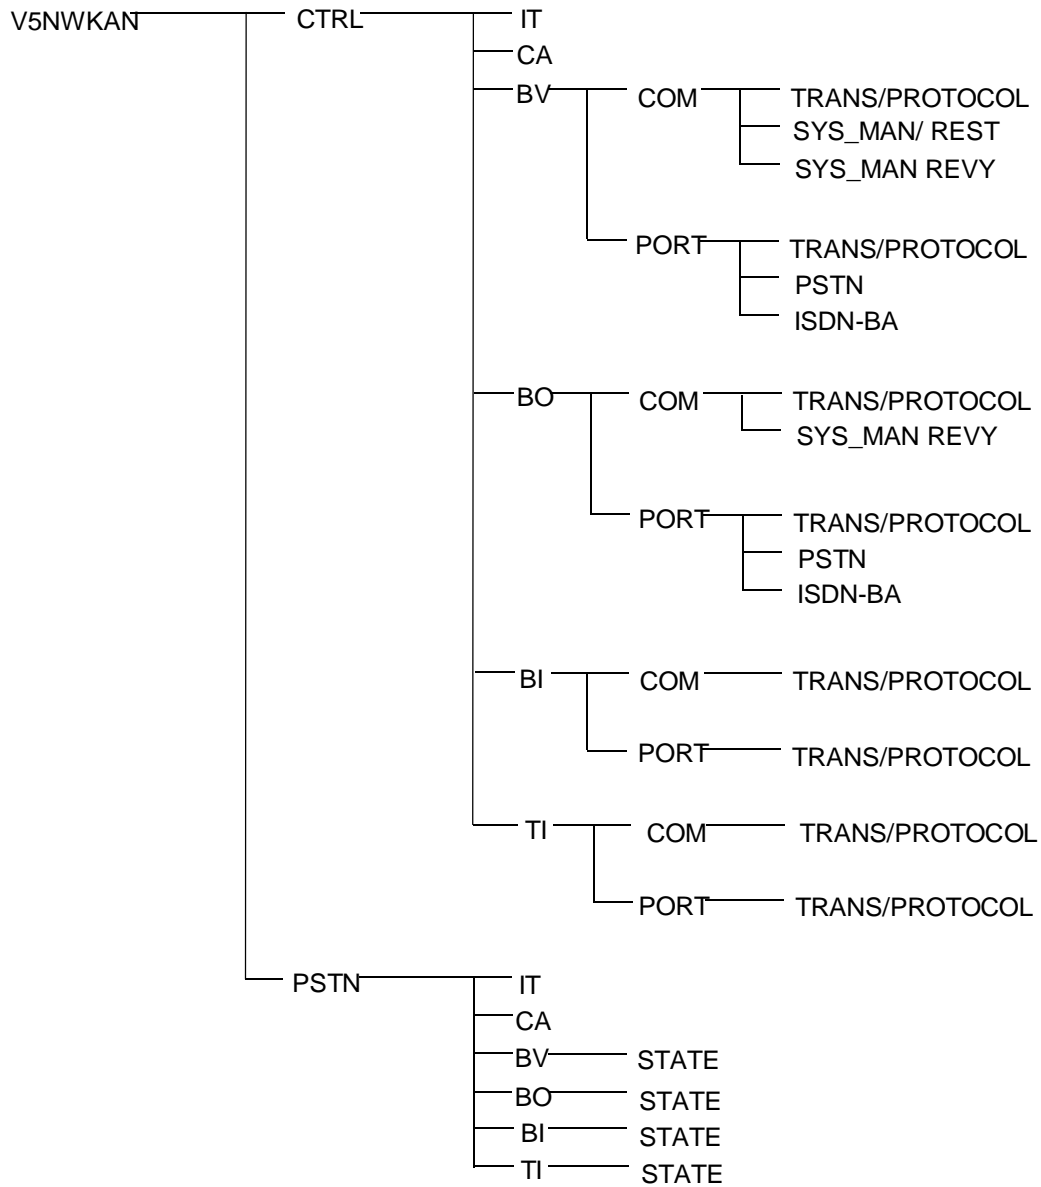 V5NWKAN CTRL IT
CA
BV COM TRANS/PROTOCOL
SYS_MAN/ REST
SYS_MAN REVY
PORT TRANS/PROTOCOL
PSTN
ISDN-BA
BO COM TRANS/PROTOCOL
SYS_MAN REVY
PORT TRANS/PROTOCOL
PSTN
ISDN-BA
BI COM TRANS/PROTOCOL
PORT TRANS/PROTOCOL
TI COM TRANS/PROTOCOL
PORT TRANS/PROTOCOL
PSTN IT
CA
BV STATE
BO STATE
BI STATE
TI STATE